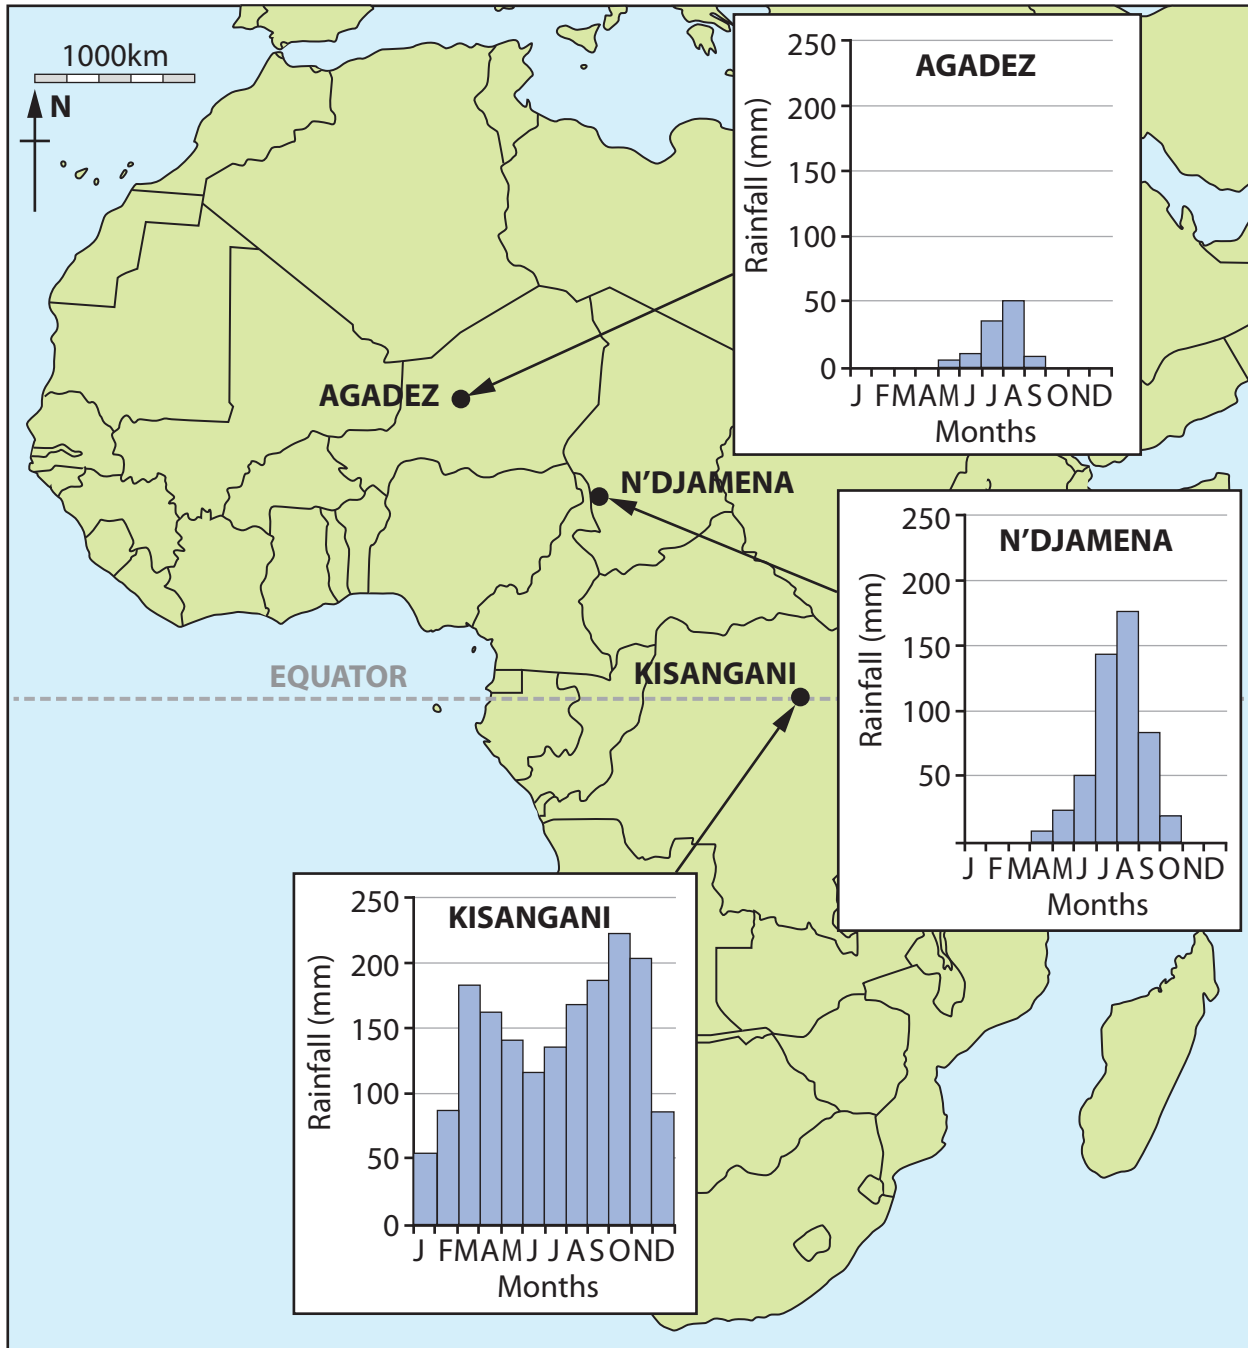 1000km
N
AGADEZ
250
200
150
100
50
0
Rainfall (mm)
J F M A M J J A S O N D
Months
AGADEZ
N'DJAMENA
N'DJAMENA
250
200
150
100
50
Rainfall (mm)
J F M A M J J A S O N D
Months
EQUATOR
KISANGANI
KISANGANI
250
200
150
100
50
0
Rainfall (mm)
J F M A M J J A S O N D
Months